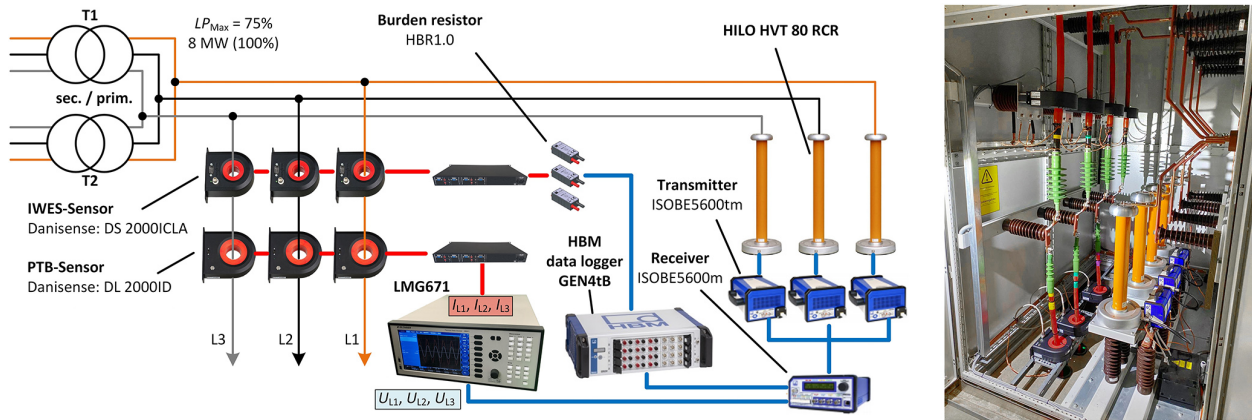 T1
LPMax = 75%
8 MW (100%)
Burden resistor
HBR1.0
HILO HVT 80 RCR
sec. / prim.
T2
IWES-Sensor
Danisense: DS 2000ICLA
PTB-Sensor
Danisense: DL 2000ID
Transmitter
ISOBE5600tm
HBM
data logger
GEN4tB
Receiver
ISOBE5600m
LMG671
IL1, IL2, IL3
HBM
L3
L2
L1
UL1, UL2, UL3